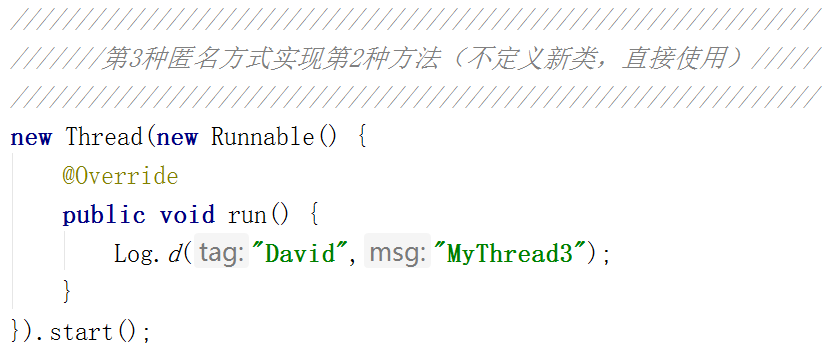 ////////////////////////////////////////////////////////////////
///////第3种匿名方式实现第2种方法（不定义新类，直接使用）/////
////////////////////////////////////////////////////////////////
new Thread(new Runnable() {
    @Override
    public void run() {
        Log.d(tag:"David",msg:"MyThread3");
    }
}).start();